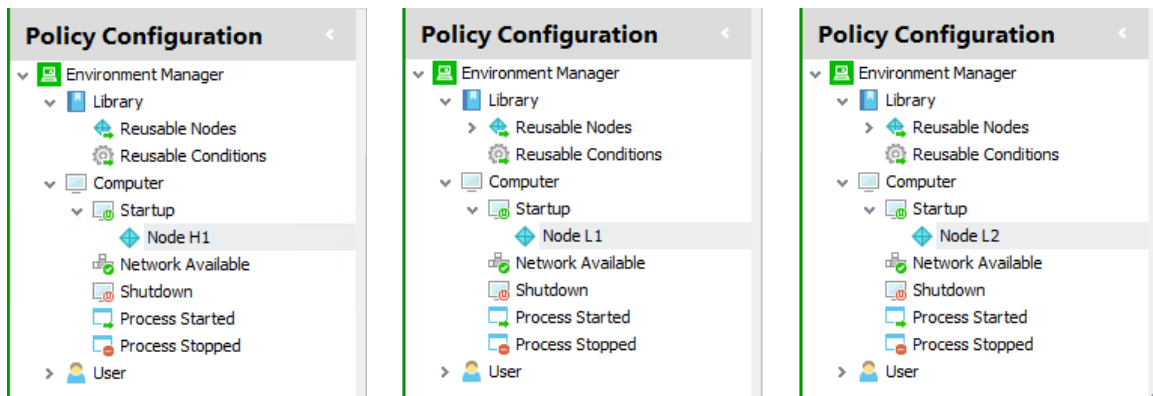 Policy Configuration
Environment Manager
Library
Reusable Nodes
Reusable Conditions
Computer
Startup
Node H1
Network Available
Shutdown
Process Started
Process Stopped
User
Policy Configuration
Environment Manager
Library
Reusable Nodes
Reusable Conditions
Computer
Startup
Node L1
Network Available
Shutdown
Process Started
Process Stopped
User
Policy Configuration
Environment Manager
Library
Reusable Nodes
Reusable Conditions
Computer
Startup
Node L2
Network Available
Shutdown
Process Started
Process Stopped
User